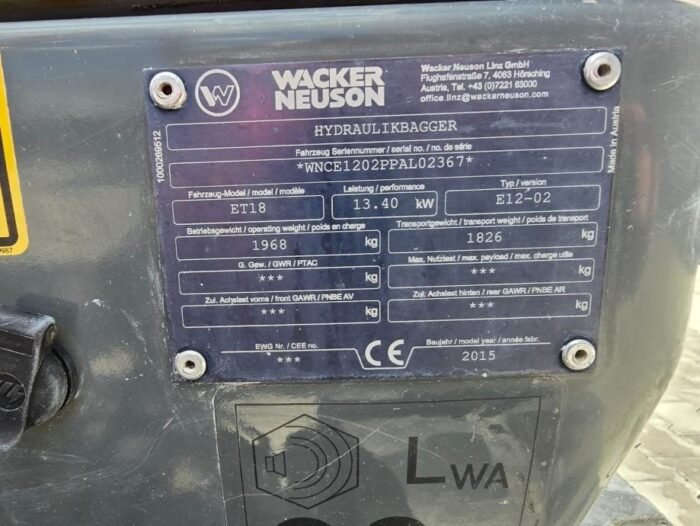 WACKER
NEUSON
Wacker Neuson Linz GmbH
Flughafenstraße 7, 4063 Hörsching
Austria, Tel. +43 (0)7221 63000
office.linz@wackerneuson.com
1000269512
Made in Austria
HYDRAULIKBAGGER
Fahrzeug Seriennummer / serial no. / no. de série
*WNCE1202PPAL02367*
Fahrzeug-Model / model / modèle
ET18
Leistung / performance
13.40 kW
Typ / version
E12-02
Betriebsgewicht / operating weight / poids en charge
1968 kg
Transportgewicht / transport weight / poids de transport
1826 kg
G. Gew. / GWR / PTAC
*** kg
Max. Nutzlast / max. payload / max. charge utile
*** kg
Zul. Achslast vorne / front GAWR / PNBE AV
*** kg
Zul. Achslast hinten / rear GAWR / PNBE AR
*** kg
EWG Nr. / CEE no.
***
CE
Baujahr / model year / année fabr.
2015
LWA